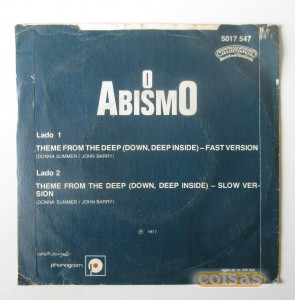 5017 547
O
ABISMO
Lado 1
THEME FROM THE DEEP (DOWN, DEEP INSIDE) – FAST VERSION
(DONNA SUMMER / JOHN BARRY)
Lado 2
THEME FROM THE DEEP (DOWN, DEEP INSIDE) – SLOW VER-
SION
(DONNA SUMMER / JOHN BARRY)
℗ 1977
phonogram
coisas